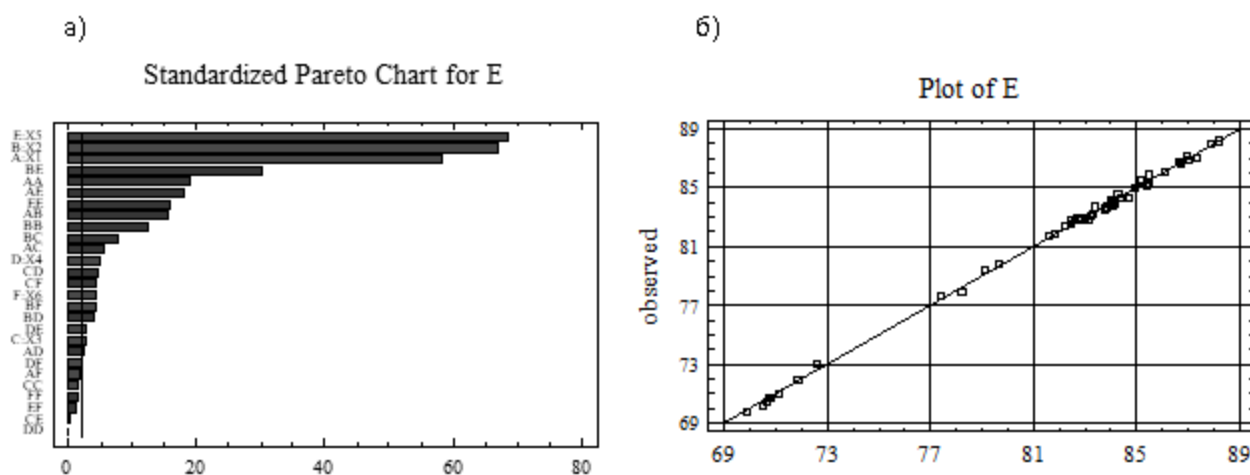 а)
Standardized Pareto Chart for E
E:X5
B:X2
A:X1
BE
AA
AE
EE
AB
BB
BC
AC
D:X4
CD
CF
F:X6
BF
BD
DE
C:X3
AD
DF
AF
CC
FF
EF
CE
DD
0 20 40 60 80
б)
Plot of E
observed
89
85
81
77
73
69
69 73 77 81 85 89